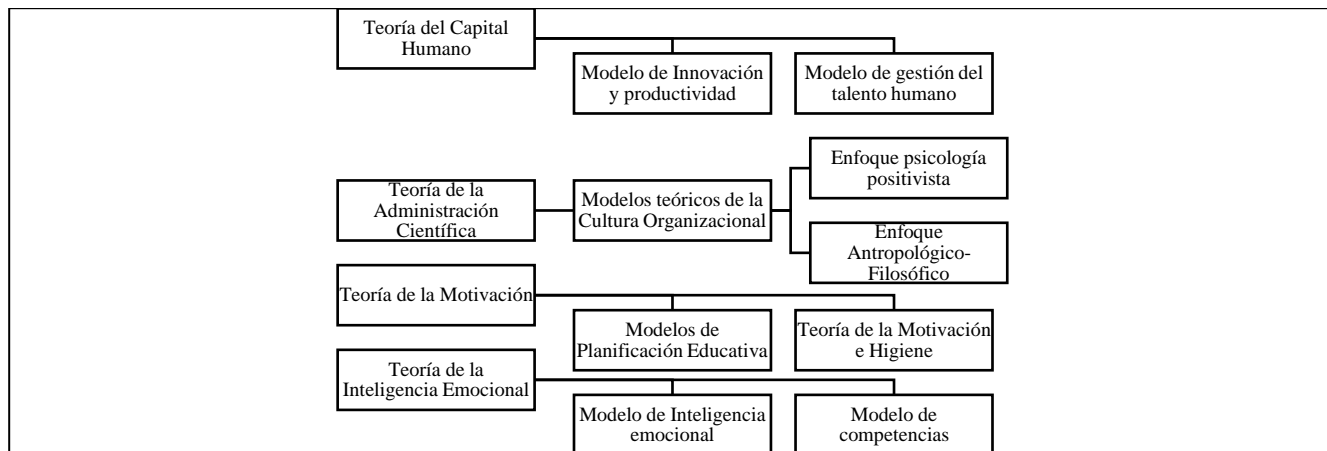 Teoría del Capital
Humano
Modelo de Innovación
y productividad
Modelo de gestión del
talento humano
Teoría de la
Administración
Científica
Modelos teóricos de la
Cultura Organizacional
Enfoque psicología
positivista
Enfoque
Antropológico-
Filosófico
Teoría de la Motivación
Modelos de
Planificación Educativa
Teoría de la Motivación
e Higiene
Teoría de la
Inteligencia Emocional
Modelo de Inteligencia
emocional
Modelo de
competencias